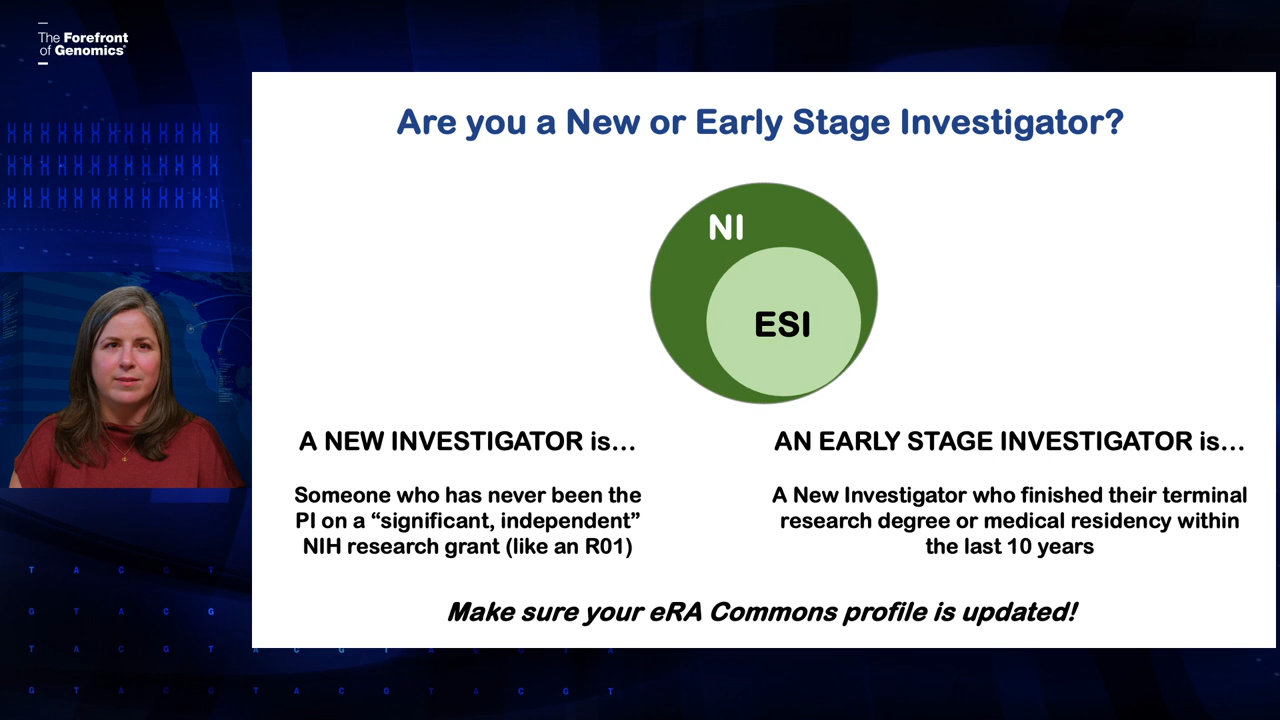 The Forefront
of Genomics®
Are you a New or Early Stage Investigator?
NI
ESI
A NEW INVESTIGATOR is...
Someone who has never been the
PI on a “significant, independent”
NIH research grant (like an R01)
AN EARLY STAGE INVESTIGATOR is...
A New Investigator who finished their terminal
research degree or medical residency within
the last 10 years
Make sure your eRA Commons profile is updated!
T A C G T
G T A C G
T A C G T A C G T A C G T A
G T A C G T A C G T A C G T